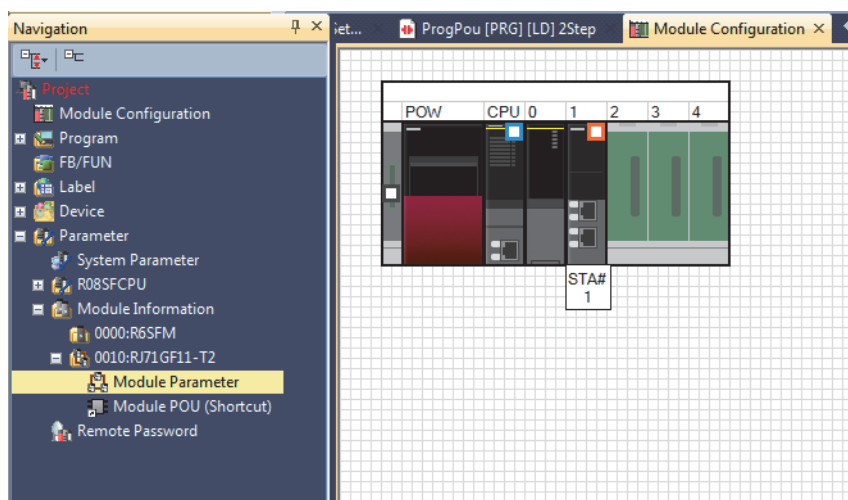 Navigation
Set...
ProgPou [PRG] [LD] 2Step
Module Configuration
Project
Module Configuration
Program
FB/FUN
Label
Device
Parameter
System Parameter
R08SFCPU
Module Information
0000:R6SFM
0010:RJ71GF11-T2
Module Parameter
Module POU (Shortcut)
Remote Password
POW CPU 0 1 2 3 4
STA#
1